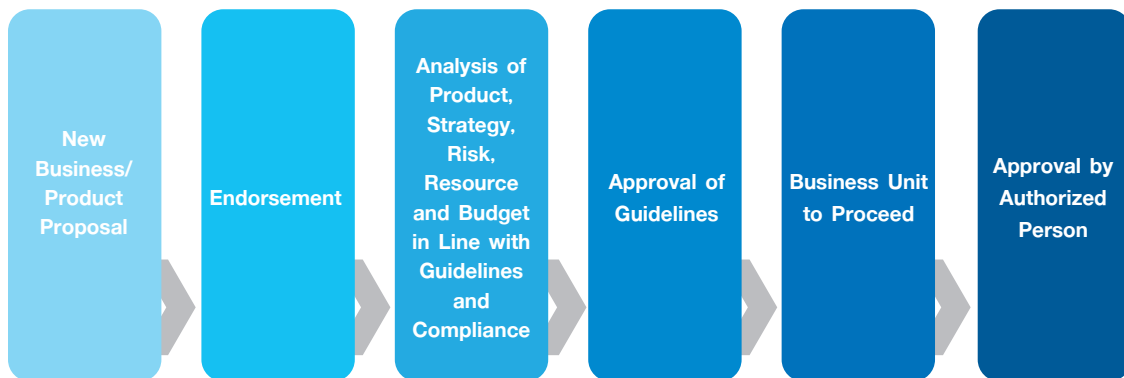 New
Business/
Product
Proposal
Endorsement
Analysis of
Product,
Strategy,
Risk,
Resource
and Budget
in Line with
Guidelines
and
Compliance
Approval of
Guidelines
Business Unit
to Proceed
Approval by
Authorized
Person